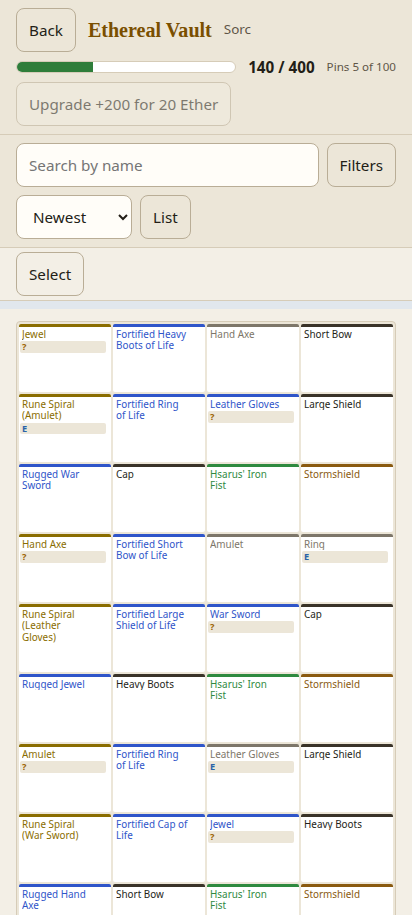 Back Ethereal Vault Sorc
140 / 400 Pins 5 of 100
Upgrade +200 for 20 Ether
Search by name Filters
Newest List
Select
Jewel
?
Fortified Heavy
Boots of Life
Hand Axe
Short Bow
Rune Spiral
(Amulet)
E
Fortified Ring
of Life
Leather Gloves
?
Large Shield
Rugged War
Sword
Cap
Hsarus' Iron
Fist
Stormshield
Hand Axe
?
Fortified Short
Bow of Life
Amulet
Ring
E
Rune Spiral
(Leather
Gloves)
Fortified Large
Shield of Life
War Sword
?
Cap
Rugged Jewel
Heavy Boots
Hsarus' Iron
Fist
Stormshield
Amulet
?
Fortified Ring
of Life
Leather Gloves
E
Large Shield
Rune Spiral
(War Sword)
Fortified Cap of
Life
Jewel
?
Heavy Boots
Rugged Hand
Axe
Short Bow
Hsarus' Iron
Fist
Stormshield